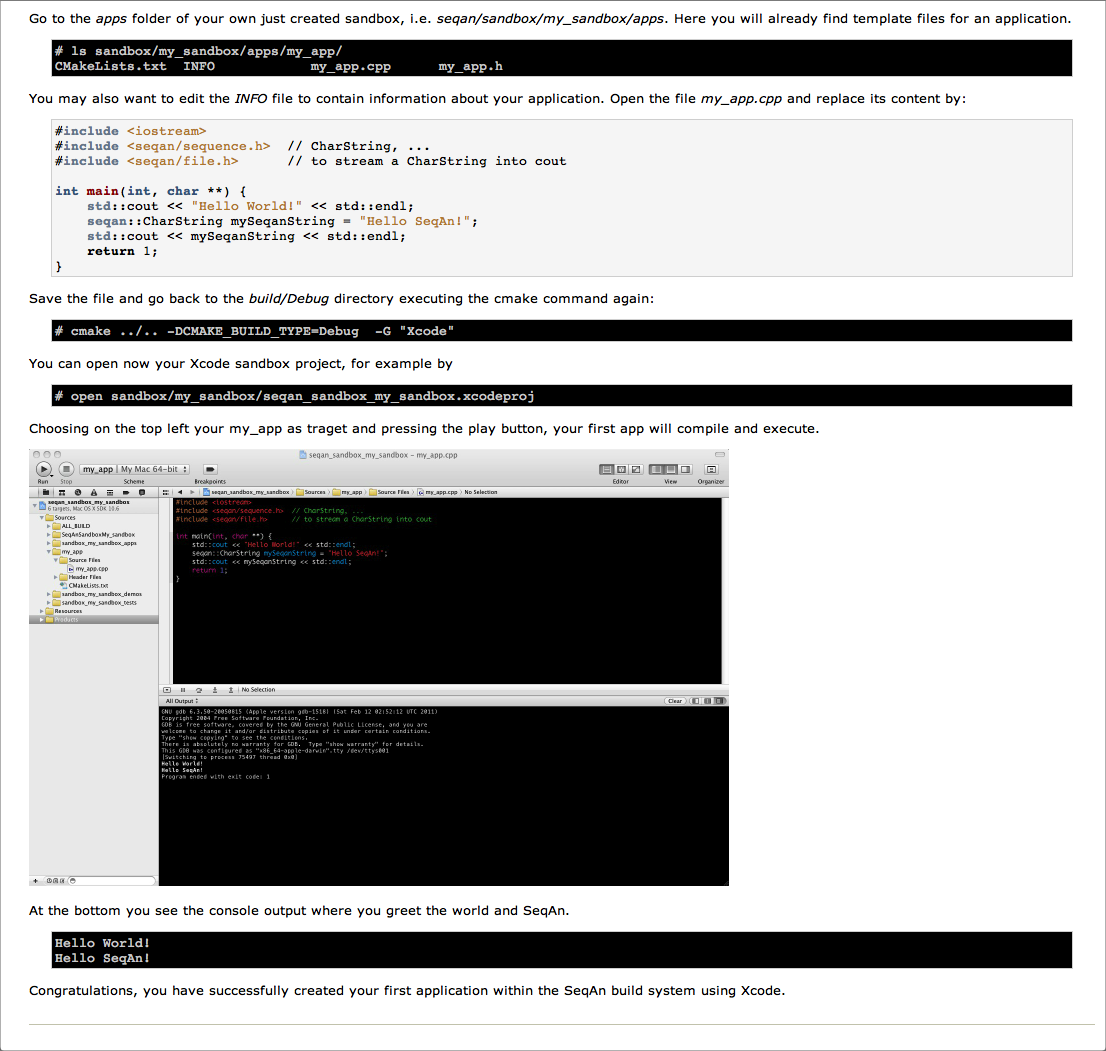 Go to the apps folder of your own just created sandbox, i.e. seqan/sandbox/my_sandbox/apps. Here you will already find template files for an application.
# ls sandbox/my_sandbox/apps/my_app/
CMakeLists.txt  INFO            my_app.cpp      my_app.h
You may also want to edit the INFO file to contain information about your application. Open the file my_app.cpp and replace its content by:
#include <iostream>
#include <seqan/sequence.h>  // CharString, ...
#include <seqan/file.h>      // to stream a CharString into cout
int main(int, char **) {
    std::cout << "Hello World!" << std::endl;
    seqan::CharString mySeqanString = "Hello SeqAn!";
    std::cout << mySeqanString << std::endl;
    return 1;
}
Save the file and go back to the build/Debug directory executing the cmake command again:
# cmake ../.. -DCMAKE_BUILD_TYPE=Debug  -G "Xcode"
You can open now your Xcode sandbox project, for example by
# open sandbox/my_sandbox/seqan_sandbox_my_sandbox.xcodeproj
Choosing on the top left your my_app as traget and pressing the play button, your first app will compile and execute.
seqan_sandbox_my_sandbox – my_app.cpp
my_app | My Mac 64-bit
Run Stop Scheme Breakpoints Editor View Organizer
seqan_sandbox_my_sandbox › Sources › my_app › Source Files › my_app.cpp › No Selection
seqan_sandbox_my_sandbox
6 targets, Mac OS X SDK 10.6
Sources
ALL_BUILD
SeqAnSandboxMy_sandbox
sandbox_my_sandbox_apps
my_app
Source Files
my_app.cpp
Header Files
CMakeLists.txt
sandbox_my_sandbox_demos
sandbox_my_sandbox_tests
Resources
Products
#include <iostream>
#include <seqan/sequence.h>  // CharString, ...
#include <seqan/file.h>      // to stream a CharString into cout
int main(int, char **) {
    std::cout << "Hello World!" << std::endl;
    seqan::CharString mySeqanString = "Hello SeqAn!";
    std::cout << mySeqanString << std::endl;
    return 1;
}
No Selection
All Output Clear
GNU gdb 6.3.50-20050815 (Apple version gdb-1518) (Sat Feb 12 02:52:12 UTC 2011)
Copyright 2004 Free Software Foundation, Inc.
GDB is free software, covered by the GNU General Public License, and you are
welcome to change it and/or distribute copies of it under certain conditions.
Type "show copying" to see the conditions.
There is absolutely no warranty for GDB.  Type "show warranty" for details.
This GDB was configured as "x86_64-apple-darwin".tty /dev/ttys001
[Switching to process 75497 thread 0x0]
Hello World!
Hello SeqAn!
Program ended with exit code: 1
At the bottom you see the console output where you greet the world and SeqAn.
Hello World!
Hello SeqAn!
Congratulations, you have successfully created your first application within the SeqAn build system using Xcode.